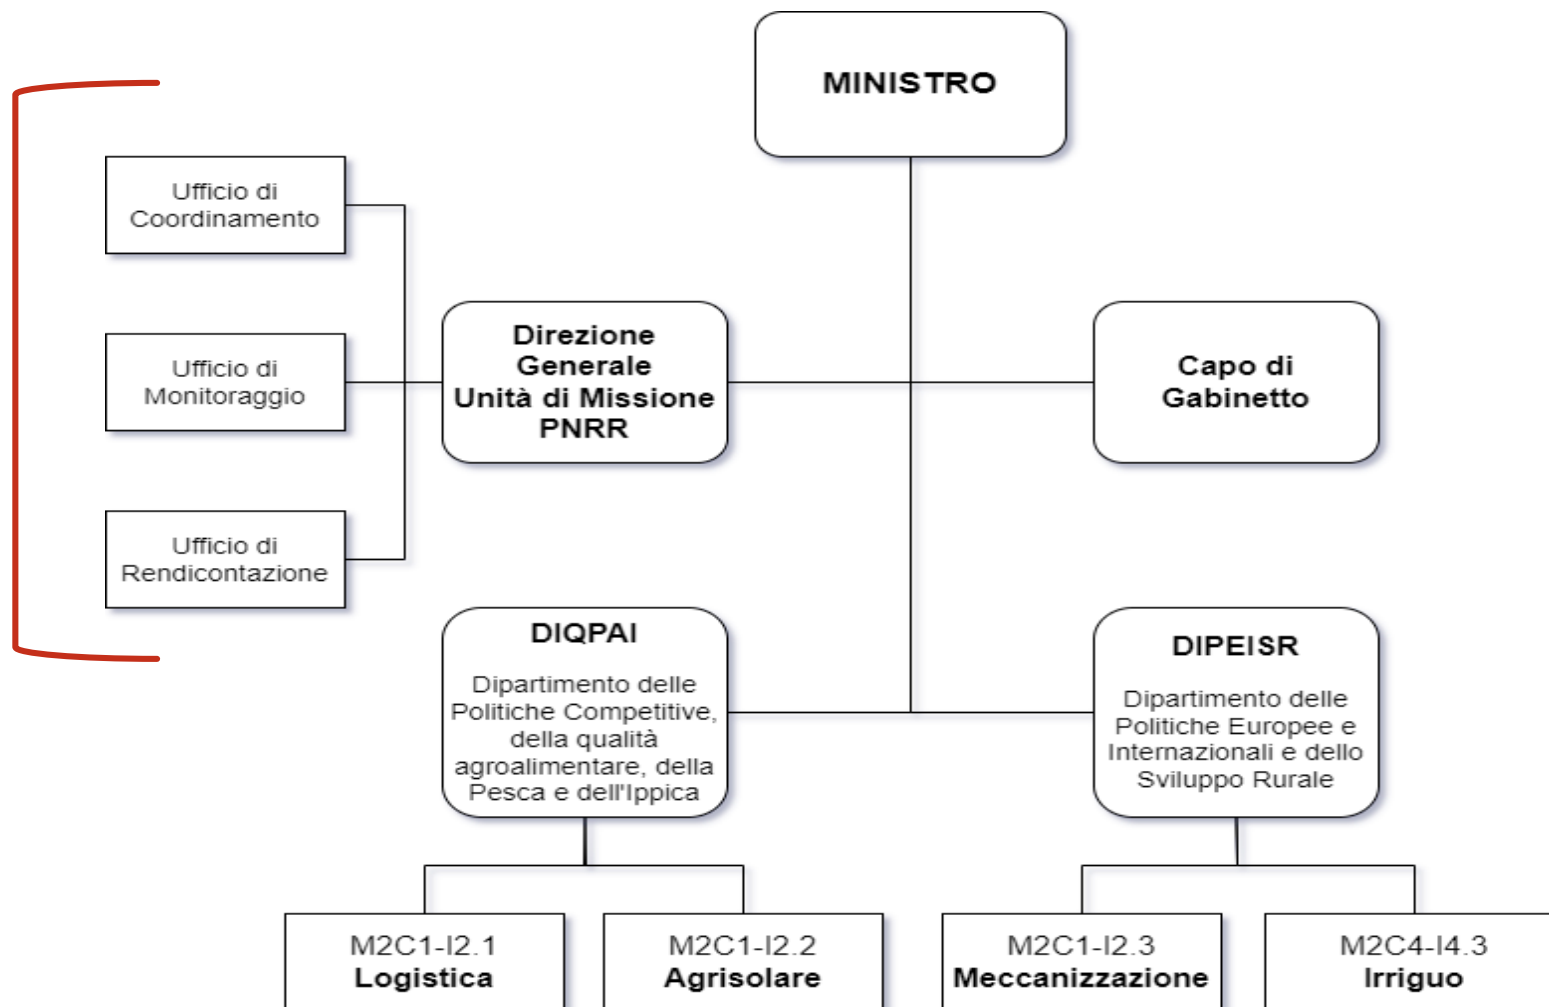 MINISTRO
Ufficio di
Coordinamento
Ufficio di
Monitoraggio
Ufficio di
Rendicontazione
Direzione
Generale
Unità di Missione
PNRR
Capo di
Gabinetto
DIQPAI
Dipartimento delle
Politiche Competitive,
della qualità
agroalimentare, della
Pesca e dell'Ippica
DIPEISR
Dipartimento delle
Politiche Europee e
Internazionali e dello
Sviluppo Rurale
M2C1-I2.1
Logistica
M2C1-I2.2
Agrisolare
M2C1-I2.3
Meccanizzazione
M2C4-I4.3
Irriguo